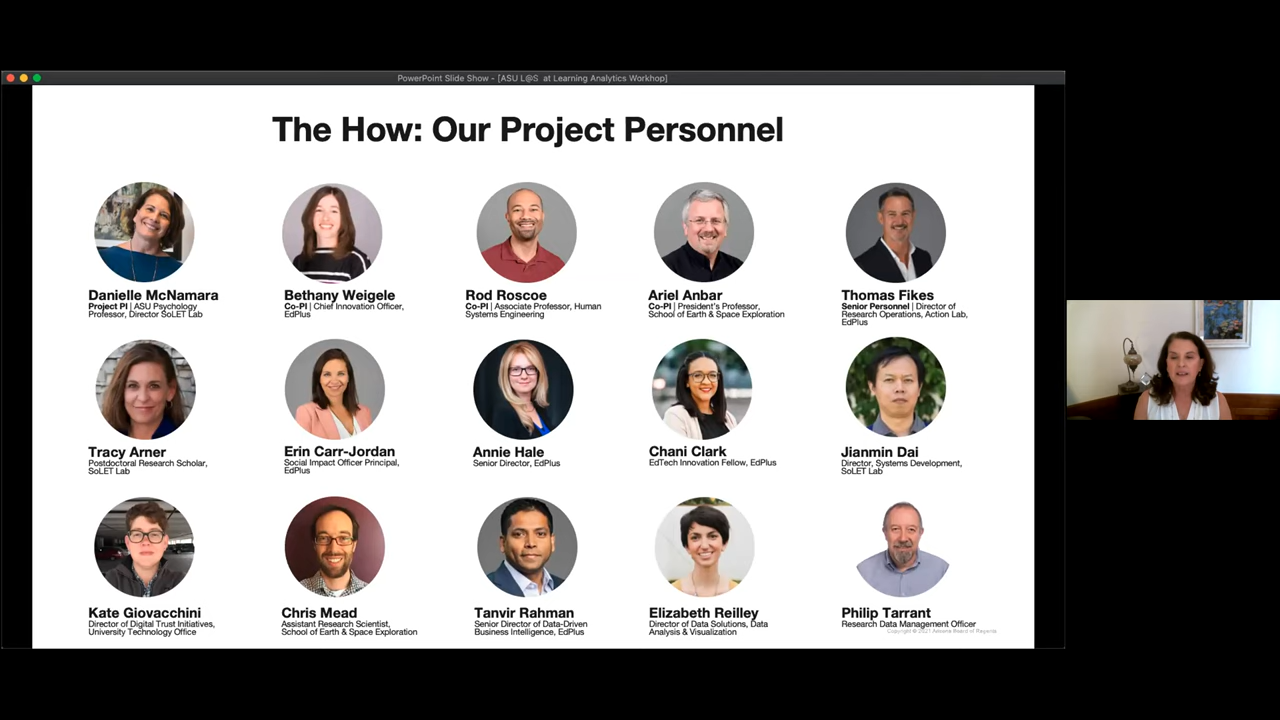 PowerPoint Slide Show - [ASU L@S at Learning Analytics Workhop]
The How: Our Project Personnel
Danielle McNamara
Project PI | ASU Psychology
Professor, Director SoLET Lab
Bethany Weigele
Co-PI | Chief Innovation Officer,
EdPlus
Rod Roscoe
Co-PI | Associate Professor, Human
Systems Engineering
Ariel Anbar
Co-PI | President's Professor,
School of Earth & Space Exploration
Thomas Fikes
Senior Personnel | Director of
Research Operations, Action Lab,
EdPlus
Tracy Arner
Postdoctoral Research Scholar,
SoLET Lab
Erin Carr-Jordan
Social Impact Officer Principal,
EdPlus
Annie Hale
Senior Director, EdPlus
Chani Clark
EdTech Innovation Fellow, EdPlus
Jianmin Dai
Director, Systems Development,
SoLET Lab
Kate Giovacchini
Director of Digital Trust Initiatives,
University Technology Office
Chris Mead
Assistant Research Scientist,
School of Earth & Space Exploration
Tanvir Rahman
Senior Director of Data-Driven
Business Intelligence, EdPlus
Elizabeth Reilley
Director of Data Solutions, Data
Analysis & Visualization
Philip Tarrant
Research Data Management Officer
Copyright © 2021 Arizona Board of Regents